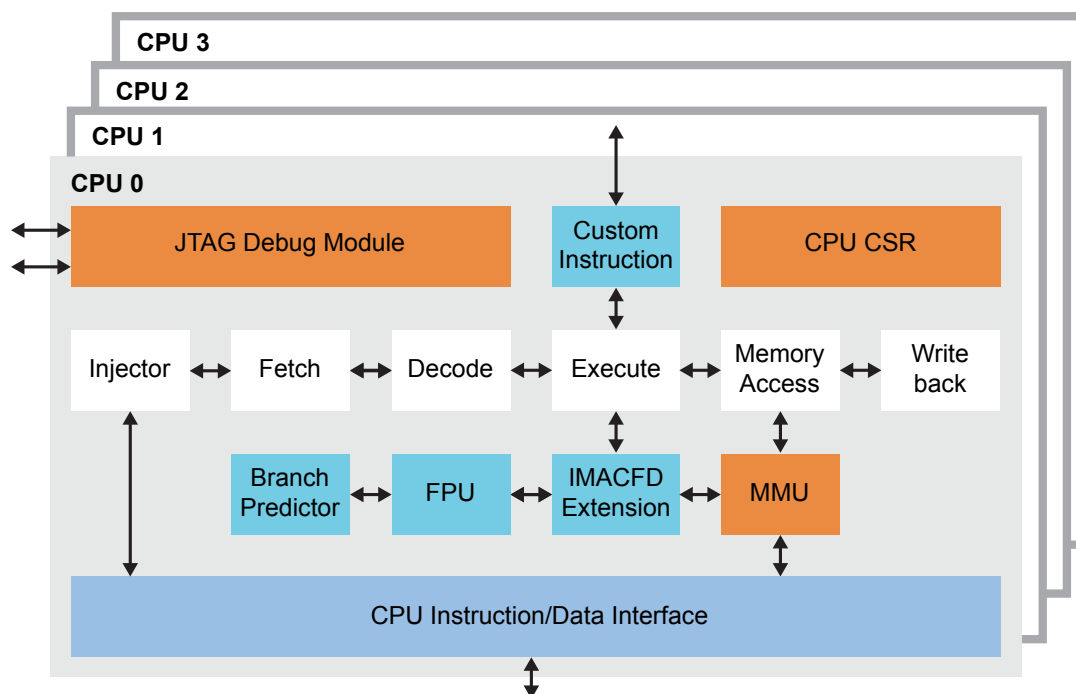 CPU 3
CPU 2
CPU 1
CPU 0
JTAG Debug Module
Custom
Instruction
CPU CSR
Injector
Fetch
Decode
Execute
Memory
Access
Write
back
Branch
Predictor
FPU
IMACFD
Extension
MMU
CPU Instruction/Data Interface